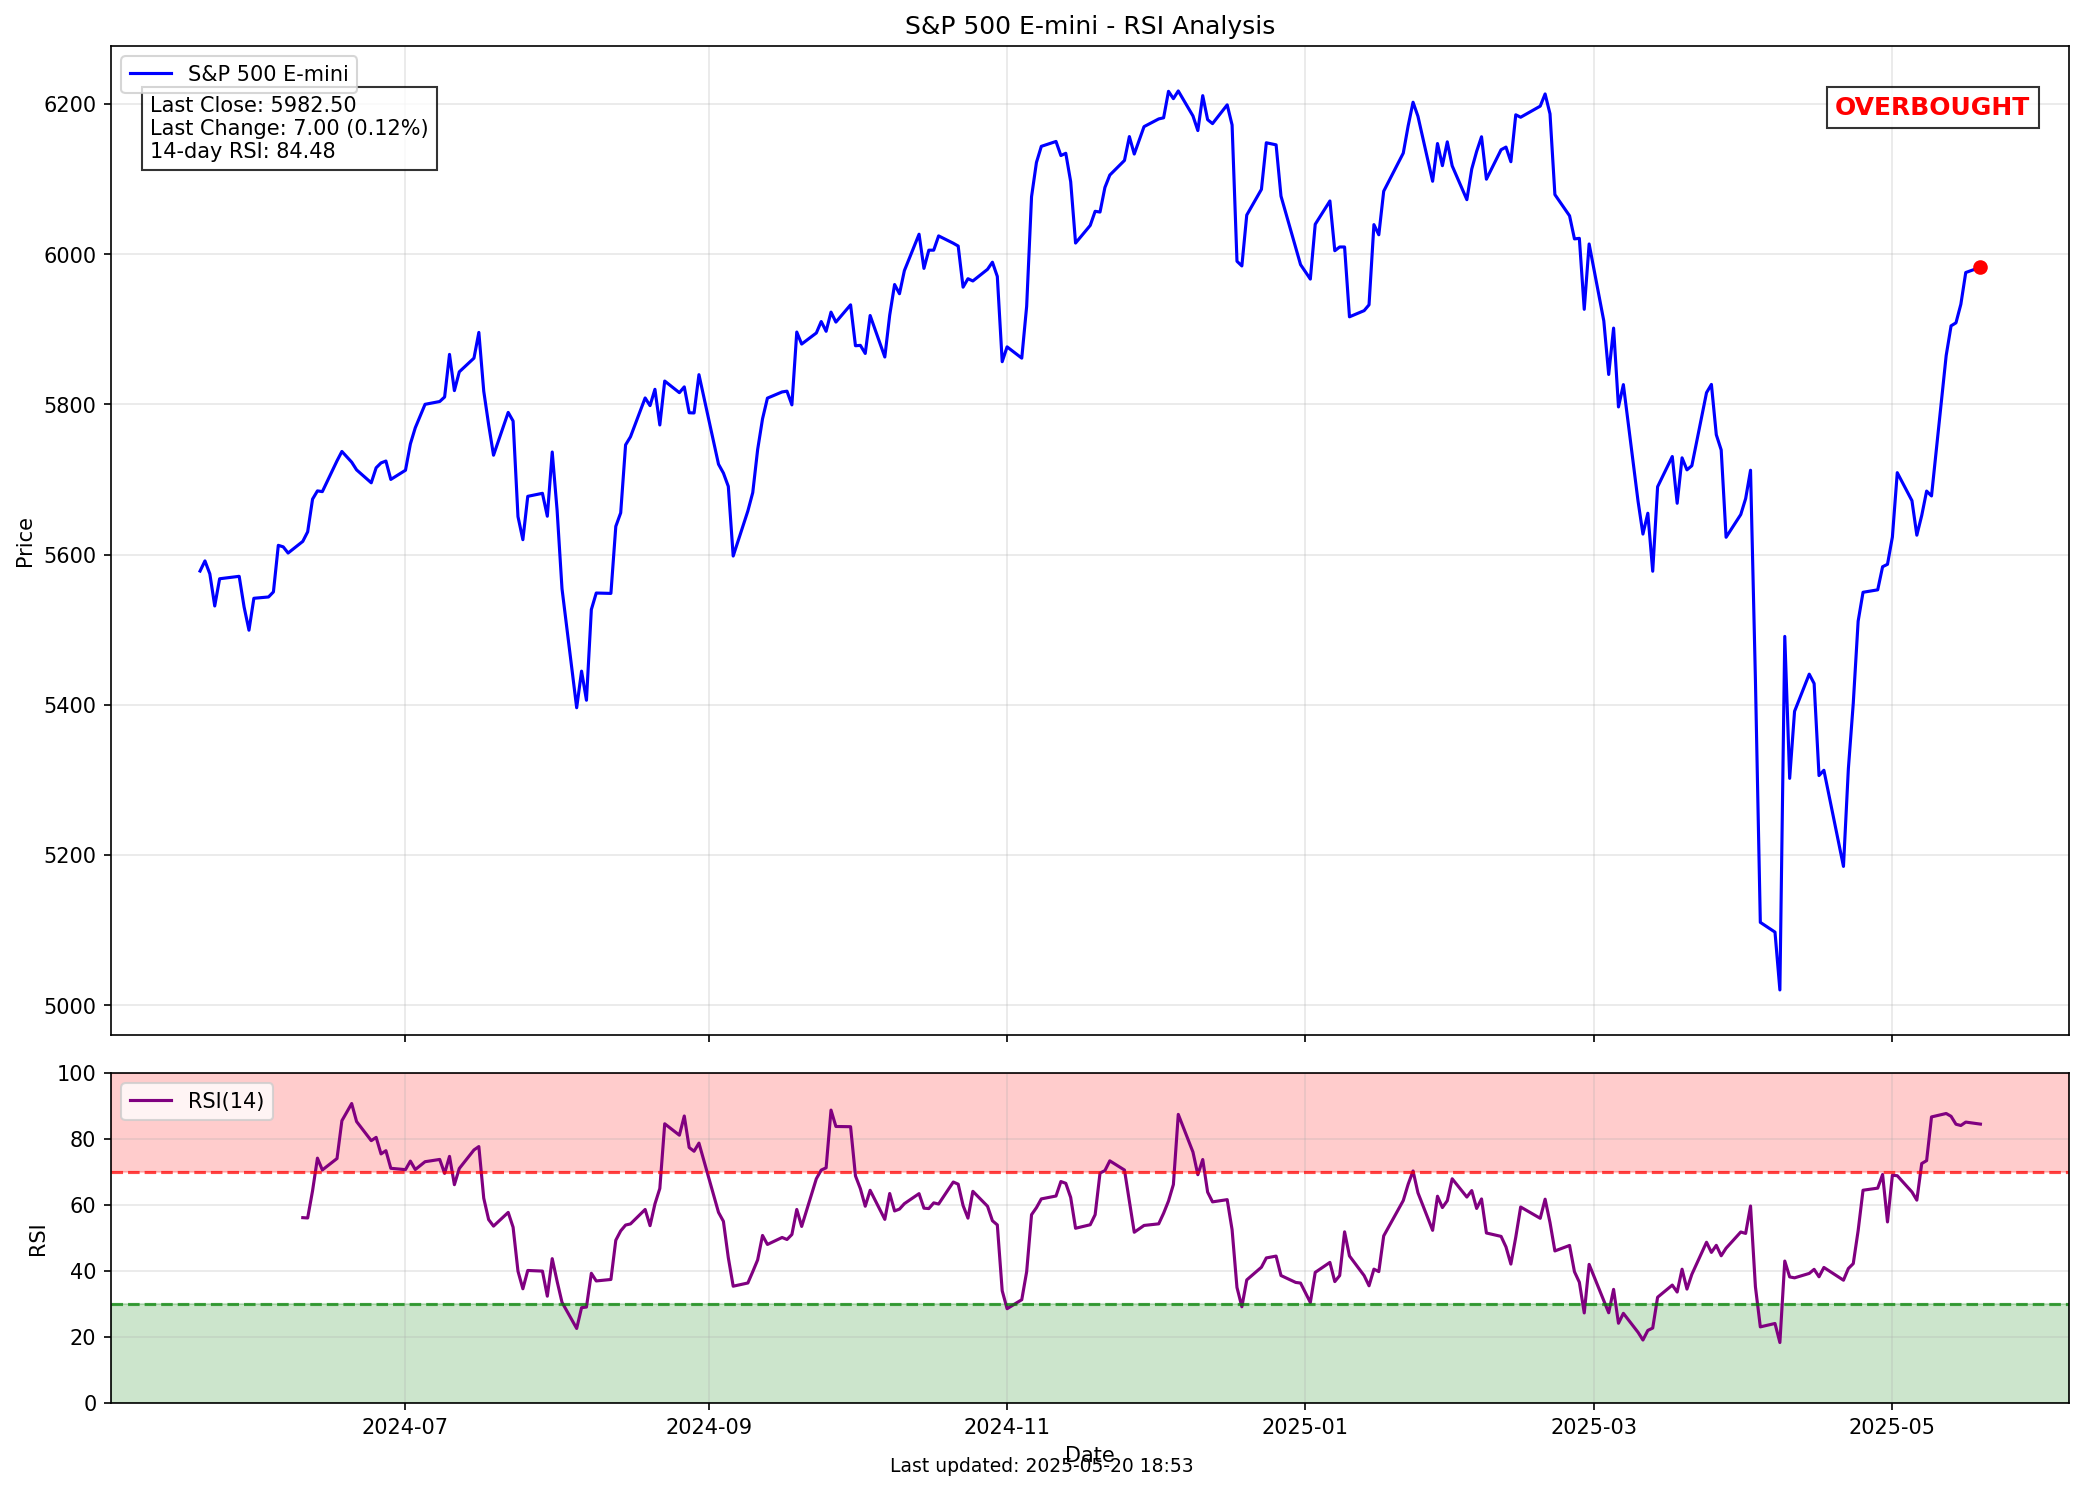 S&P 500 E-mini - RSI Analysis
S&P 500 E-mini
Last Close: 5982.50
Last Change: 7.00 (0.12%)
14-day RSI: 84.48
OVERBOUGHT
6200
6000
5800
5600
5400
5200
5000
Price
RSI(14)
100
80
60
40
20
0
RSI
2024-07
2024-09
2024-11
2025-01
2025-03
2025-05
Date
Last updated: 2025-05-20 18:53